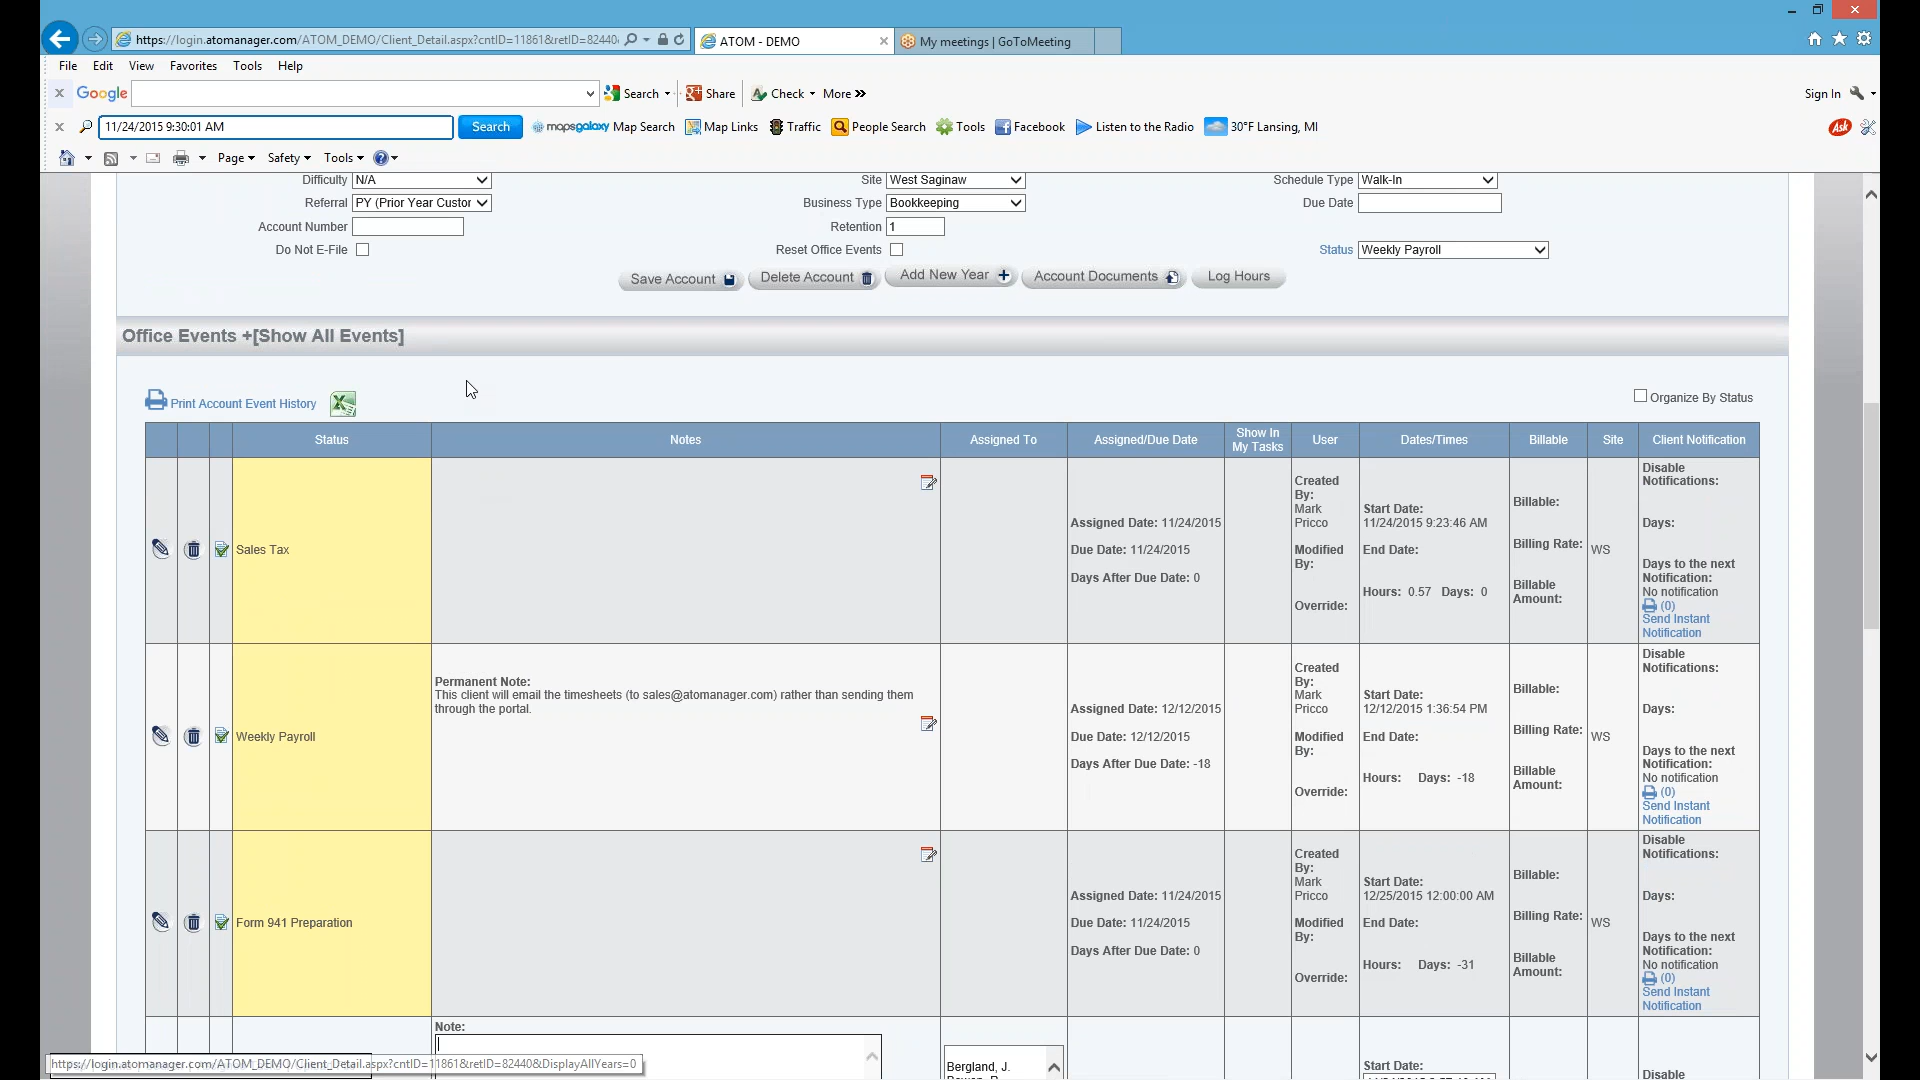 https://login.atomanager.com/ATOM_DEMO/Client_Detail.aspx?cntID=11861&retID=82440
ATOM - DEMO
My meetings | GoToMeeting
File Edit View Favorites Tools Help
Google Search Share Check More Sign In
11/24/2015 9:30:01 AM Search mapsgalaxy Map Search Map Links Traffic People Search Tools Facebook Listen to the Radio 30°F Lansing, MI Ask
Page Safety Tools
Difficulty N/A Site West Saginaw Schedule Type Walk-In
Referral PY (Prior Year Custor Business Type Bookkeeping Due Date
Account Number Retention 1
Do Not E-File Reset Office Events Status Weekly Payroll
Save Account Delete Account Add New Year Account Documents Log Hours
Office Events +[Show All Events]
Print Account Event History Organize By Status
Status Notes Assigned To Assigned/Due Date Show In My Tasks User Dates/Times Billable Site Client Notification
Sales Tax
Assigned Date: 11/24/2015
Due Date: 11/24/2015
Days After Due Date: 0
Created By:
Mark Pricco
Modified By:
Override:
Start Date:
11/24/2015 9:23:46 AM
End Date:
Hours: 0.57 Days: 0
Billable:
Billing Rate:
Billable Amount:
WS
Disable Notifications:
Days:
Days to the next Notification:
No notification
(0)
Send Instant Notification
Weekly Payroll
Permanent Note:
This client will email the timesheets (to sales@atomanager.com) rather than sending them
through the portal.
Assigned Date: 12/12/2015
Due Date: 12/12/2015
Days After Due Date: -18
Created By:
Mark Pricco
Modified By:
Override:
Start Date:
12/12/2015 1:36:54 PM
End Date:
Hours: Days: -18
Billable:
Billing Rate:
Billable Amount:
WS
Disable Notifications:
Days:
Days to the next Notification:
No notification
(0)
Send Instant Notification
Form 941 Preparation
Assigned Date: 11/24/2015
Due Date: 11/24/2015
Days After Due Date: 0
Created By:
Mark Pricco
Modified By:
Override:
Start Date:
12/25/2015 12:00:00 AM
End Date:
Hours: Days: -31
Billable:
Billing Rate:
Billable Amount:
WS
Disable Notifications:
Days:
Days to the next Notification:
No notification
(0)
Send Instant Notification
Note:
Bergland, J.
Start Date:
Disable
https://login.atomanager.com/ATOM_DEMO/Client_Detail.aspx?cntID=11861&retID=82440&DisplayAllYears=0